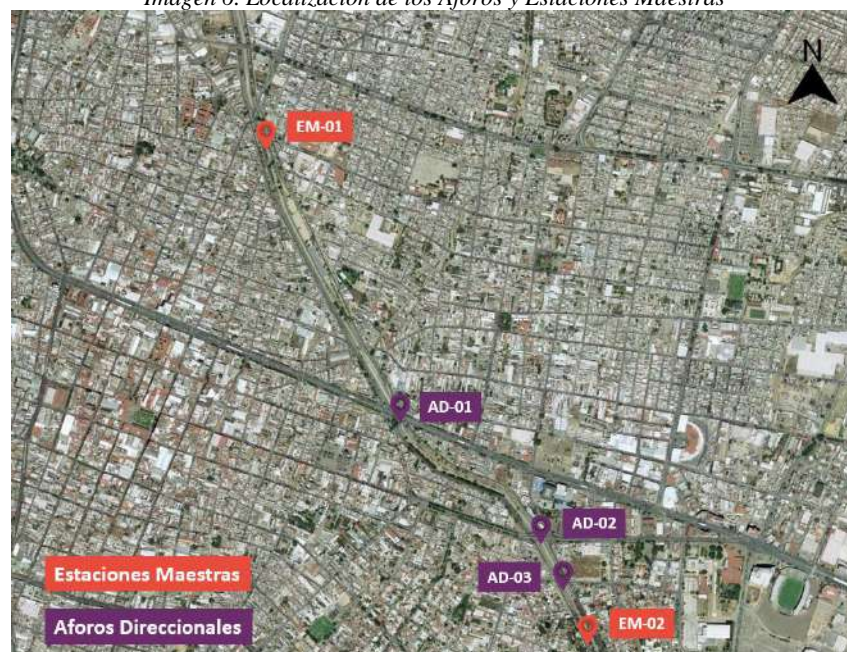 Imagen 6. Localización de los Aforos y Estaciones Maestras
N
EM-01
AD-01
AD-02
AD-03
EM-02
Estaciones Maestras
Aforos Direccionales